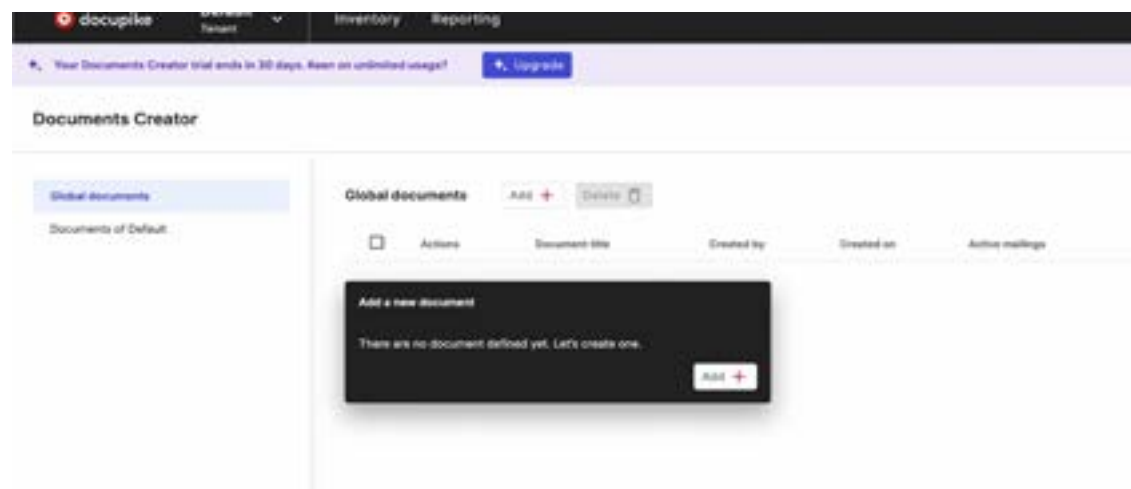 docupike
Default
Tenant
Inventory
Reporting
Your Documents Creator trial ends in 30 days. Keen on unlimited usage?
Upgrade
Documents Creator
Global documents
Documents of Default
Global documents
Add +
Delete
Actions
Document title
Created by
Created on
Active mailings
Add a new document
There are no document defined yet. Let's create one.
Add +